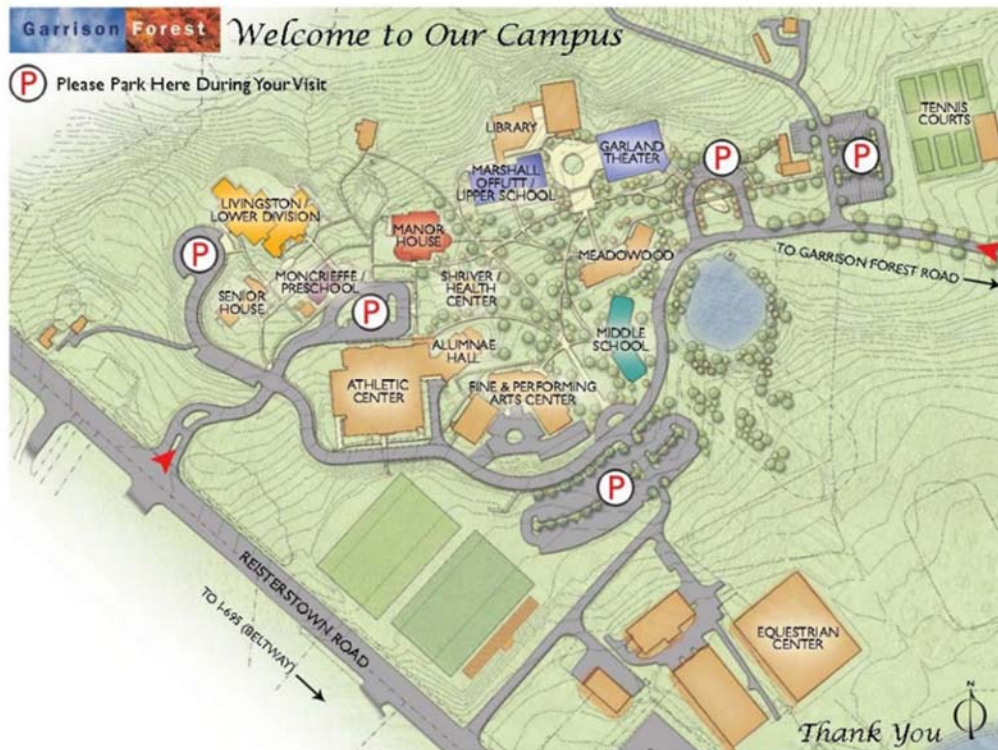 Garrison Forest
Welcome to Our Campus
P Please Park Here During Your Visit
LIBRARY
GARLAND
THEATER
MARSHALL
OFFUTT /
UPPER SCHOOL
TENNIS
COURTS
P
P
LIVINGSTON /
LOWER DIVISION
MANOR
HOUSE
MEADOWOOD
TO GARRISON FOREST ROAD
P
MONCRIEFFE /
PRESCHOOL
SHRIVER /
HEALTH
CENTER
SENIOR
HOUSE
P
MIDDLE
SCHOOL
ALUMNAE
HALL
ATHLETIC
CENTER
FINE & PERFORMING
ARTS CENTER
P
REISTERSTOWN ROAD
TO I-695 (BELTWAY)
EQUESTRIAN
CENTER
N
Thank You